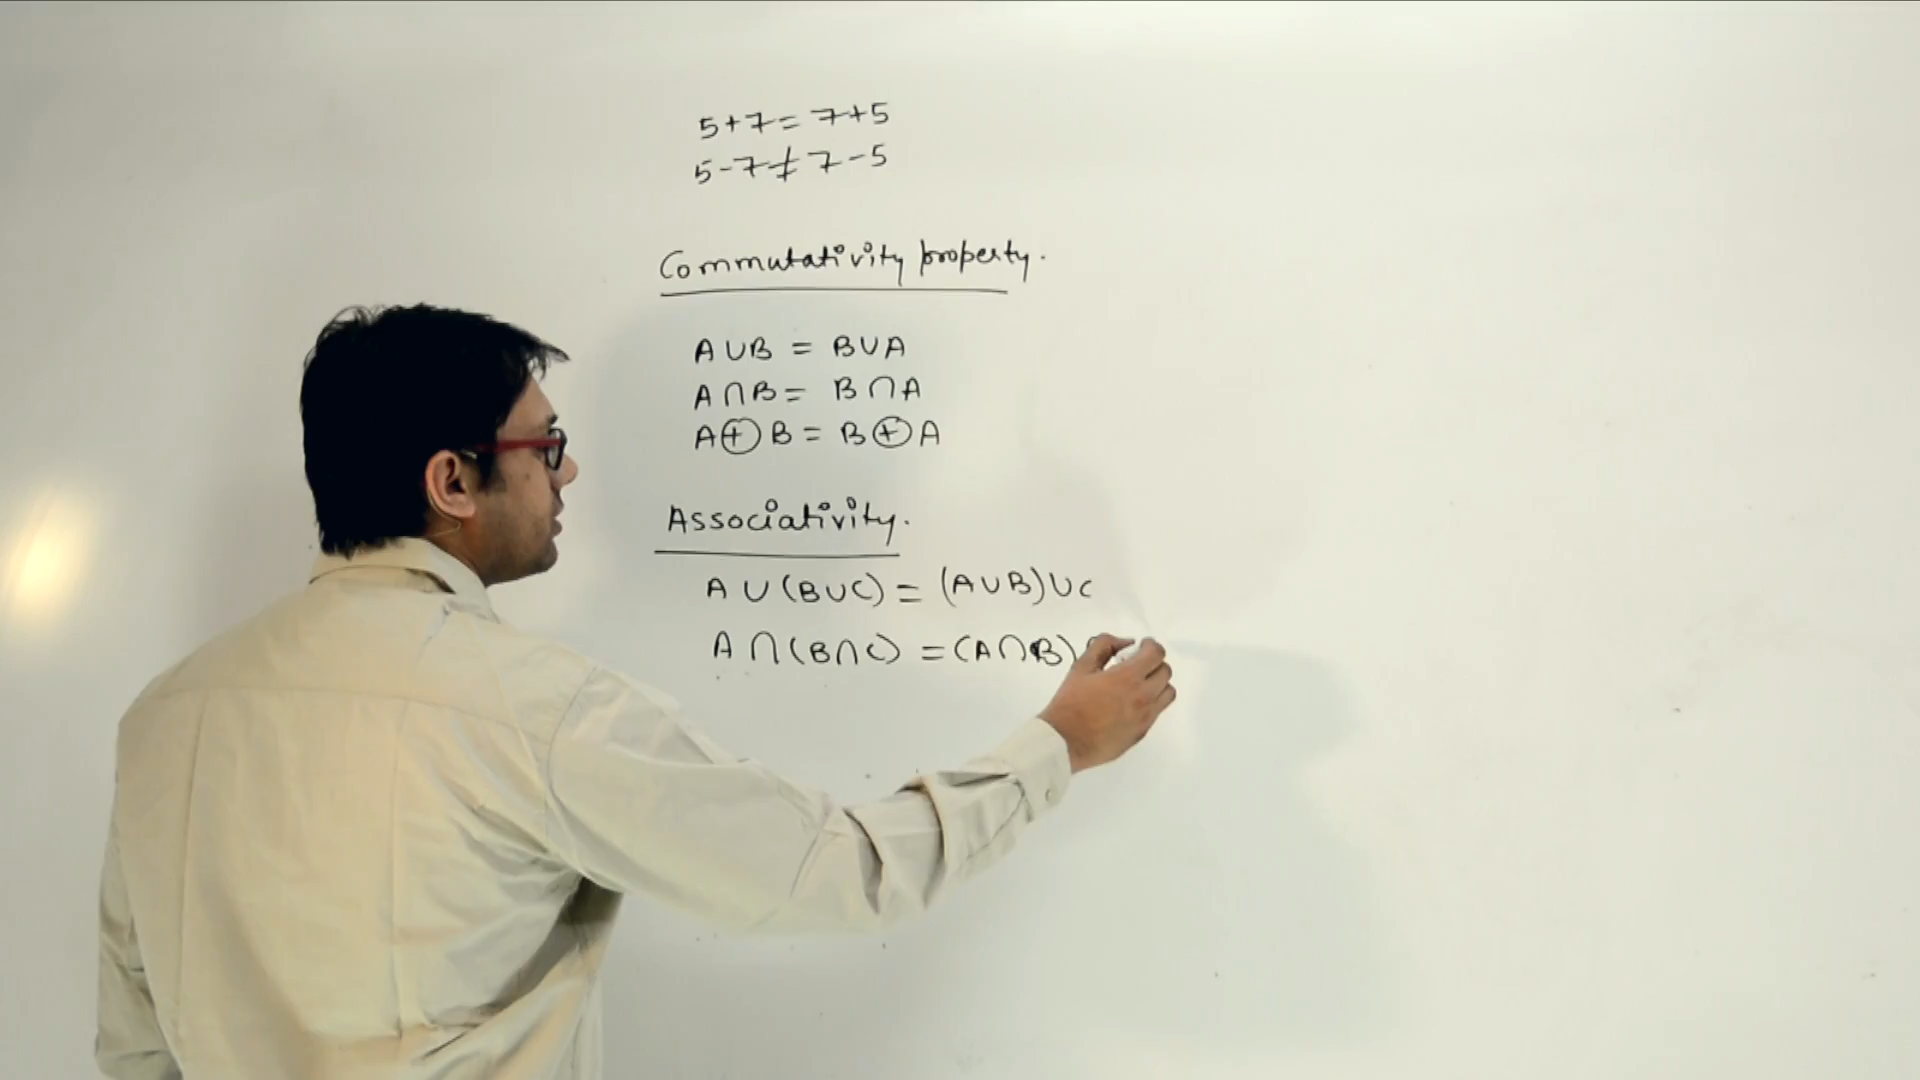 5+7=7+5
5-7≠7-5
Commutativity property.
A∪B = B∪A
A∩B = B∩A
A⊕B = B⊕A
Associativity.
A∪(B∪C) = (A∪B)∪C
A∩(B∩C) = (A∩B)